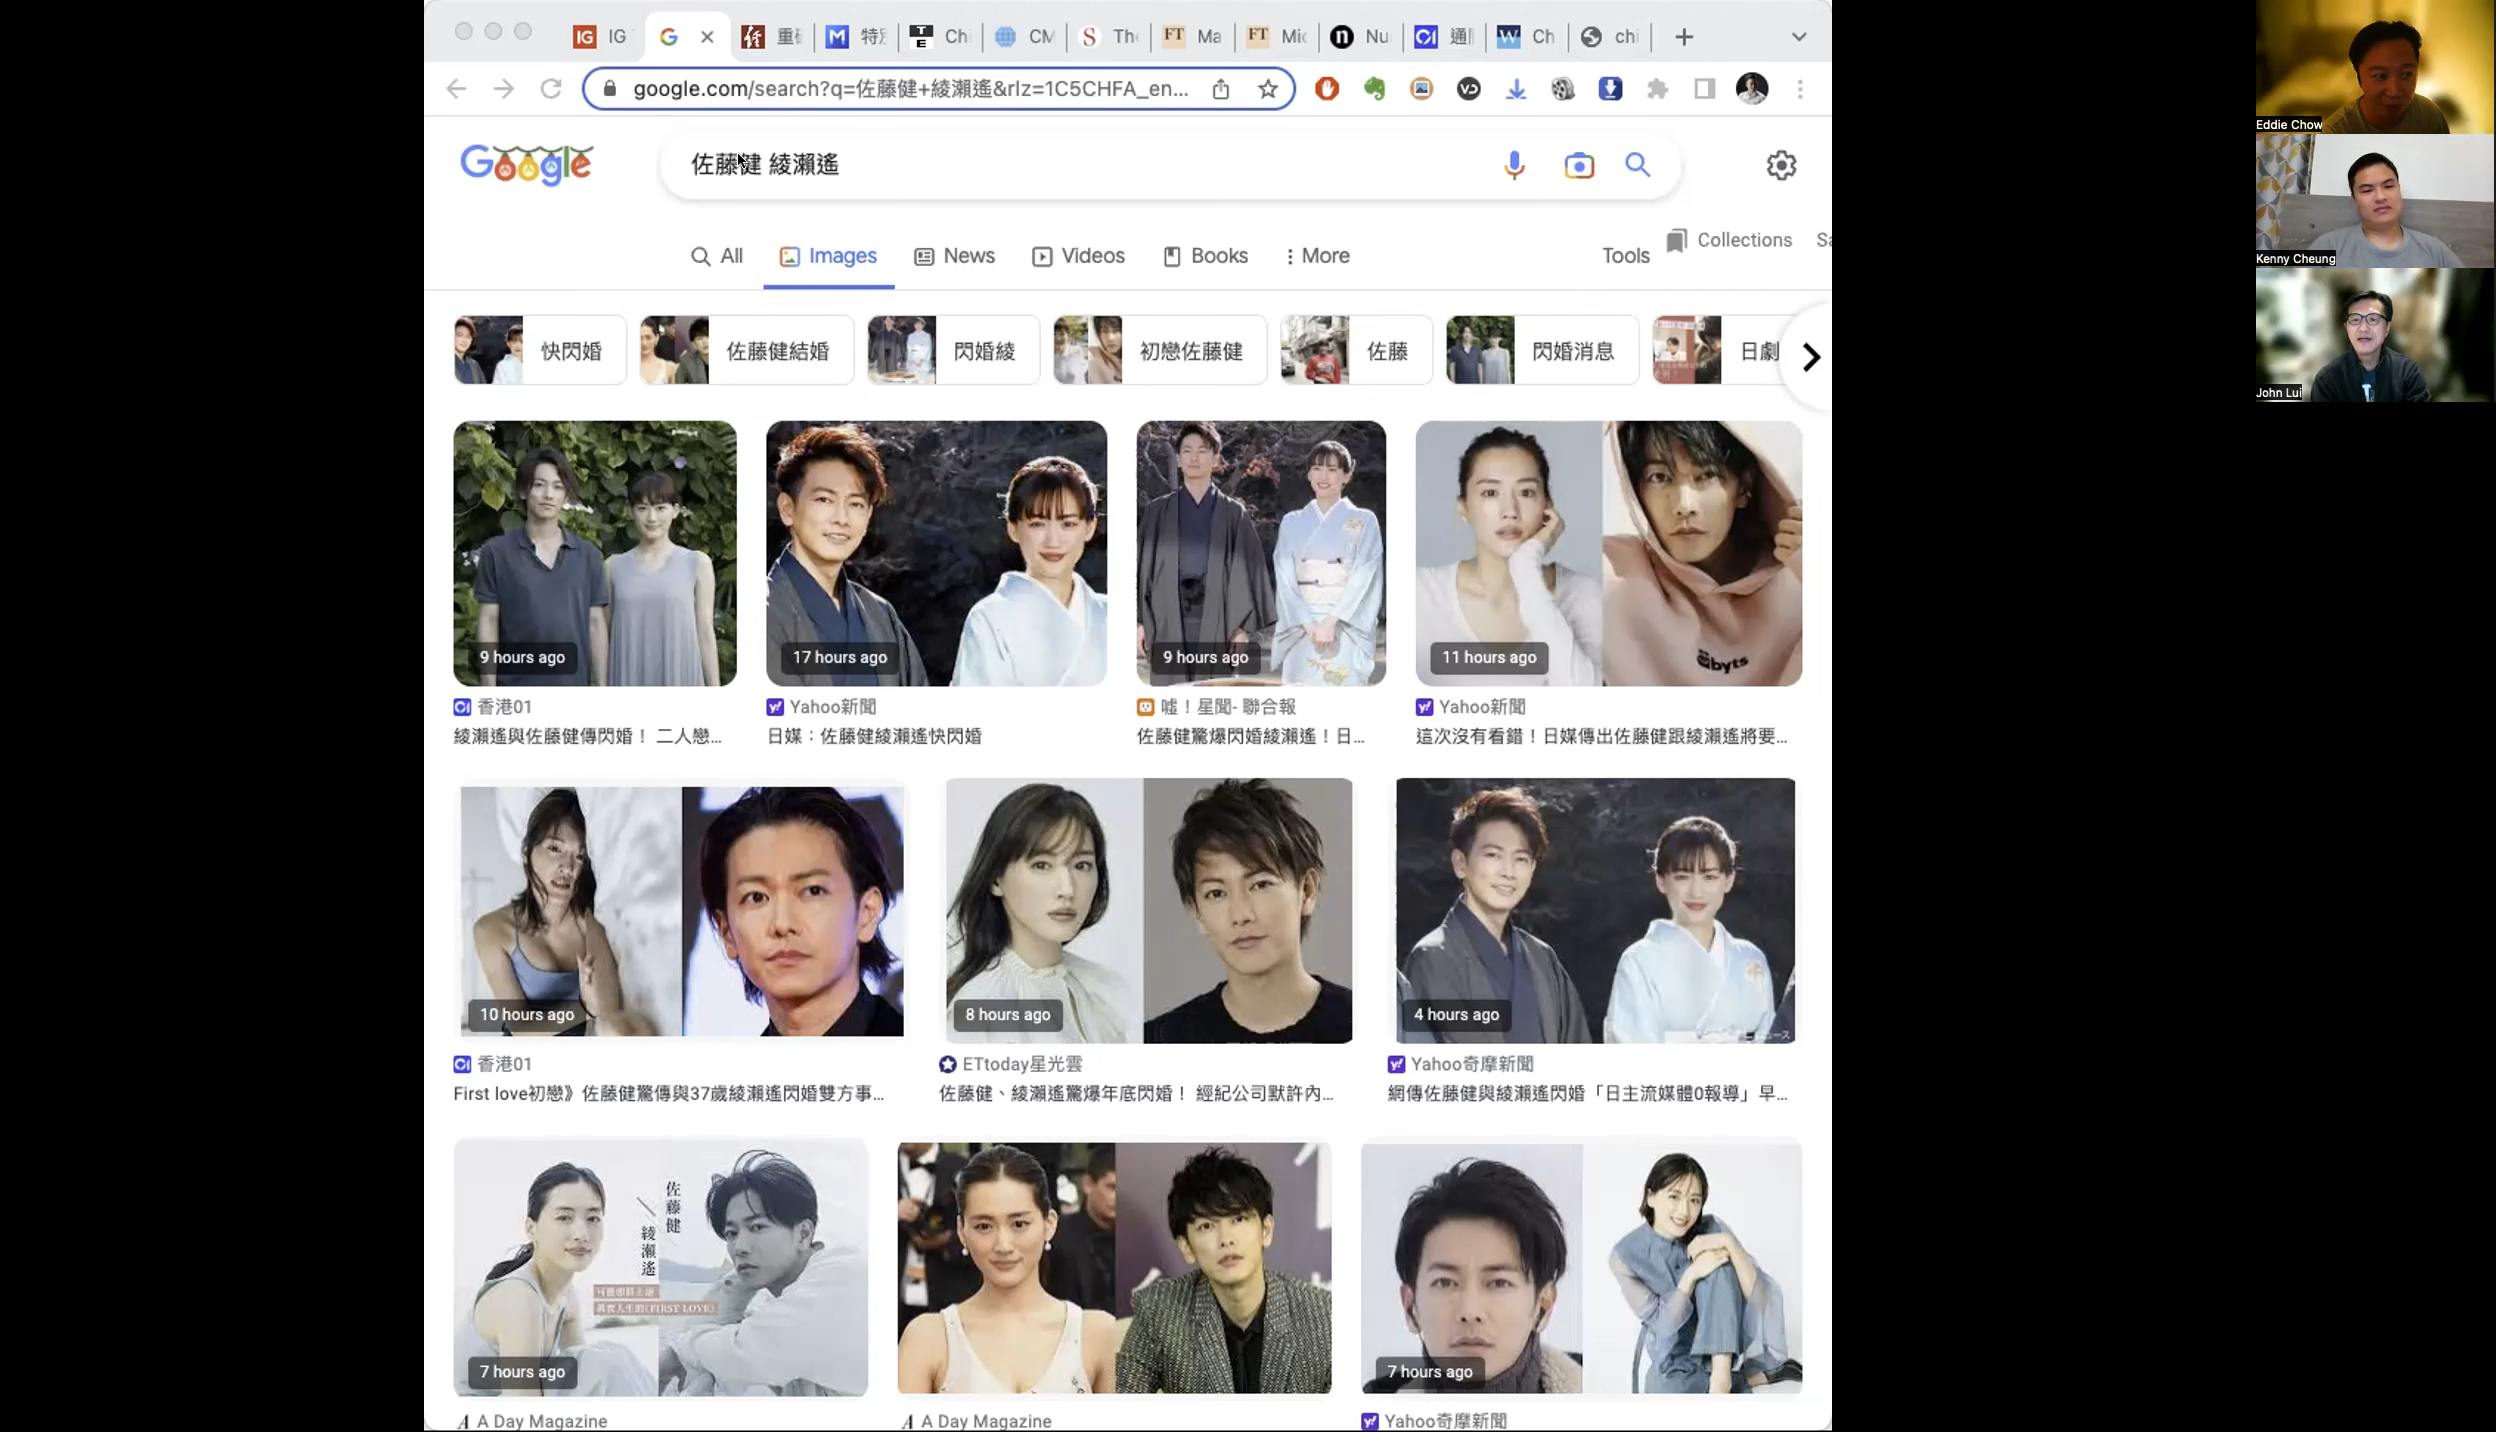 IG
重
特
Chi
CM
The
FT
Ma
FT
Mic
Nu
通
Ch
chi
google.com/search?q=佐藤健+綾瀨遙&rlz=1C5CHFA_en...
Google
佐藤健 綾瀨遙
All
Images
News
Videos
Books
More
Tools
Collections
快閃婚
佐藤健結婚
閃婚綾
初戀佐藤健
佐藤
閃婚消息
日劇
9 hours ago
17 hours ago
9 hours ago
11 hours ago
byts
香港01
Yahoo新聞
噓！星聞- 聯合報
Yahoo新聞
綾瀨遙與佐藤健傳閃婚！ 二人戀...
日媒：佐藤健綾瀨遙快閃婚
佐藤健驚爆閃婚綾瀨遙！日...
這次沒有看錯！日媒傳出佐藤健跟綾瀨遙將要...
10 hours ago
8 hours ago
4 hours ago
香港01
ETtoday星光雲
Yahoo奇摩新聞
First love初戀》佐藤健驚傳與37歲綾瀨遙閃婚雙方事...
佐藤健、綾瀨遙驚爆年底閃婚！ 經紀公司默許內...
網傳佐藤健與綾瀨遙閃婚「日主流媒體0報導」早...
佐藤健
綾瀨遙
7 hours ago
7 hours ago
A Day Magazine
A Day Magazine
Yahoo奇摩新聞
Eddie Chow
Kenny Cheung
John Lui